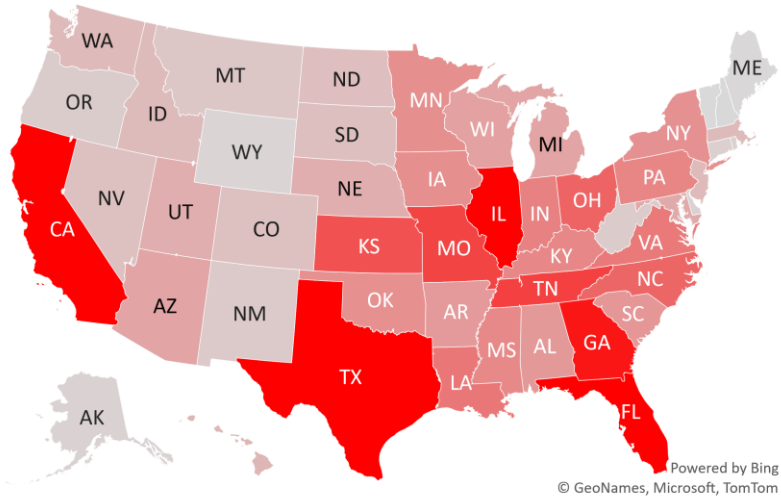 WA
MT
ND
ME
OR
ID
MN
SD
WI
MI
NY
WY
NE
IA
PA
NV
UT
CO
IL
IN
OH
CA
KS
MO
KY
VA
AZ
NM
OK
AR
TN
NC
SC
TX
LA
MS
AL
GA
AK
FL
Powered by Bing
© GeoNames, Microsoft, TomTom